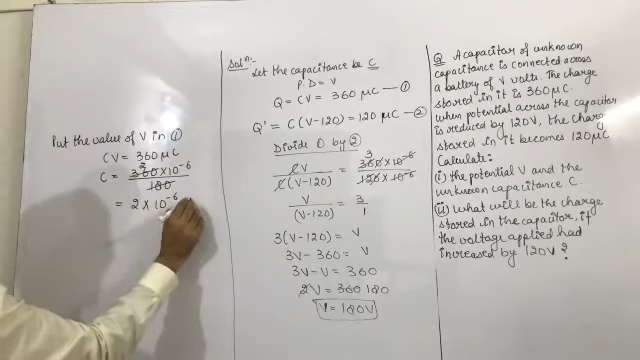 Q A capacitor of unknown
capacitance is connected across
a battery of V volts. The charge
stored in it is 360 μC.
When potential across the capacitor
is reduced by 120V, the charge
stored in it becomes 120μC
Calculate:
(i) the potential V and the
unknown capacitance C.
(ii) What will be the charge
stored in the capacitor, if
the voltage applied had
increased by 120V?
Solⁿ:-
Let the capacitance be C
P.D = V
Q = CV = 360 μC — ①
Q' = C(V-120) = 120 μC — ②
Divide ① by ②
CV / C(V-120) = 3 360 × 10⁻⁶ / 120 × 10⁻⁶
V / (V-120) = 3 / 1
3(V-120) = V
3V - 360 = V
3V - V = 360
2V = 360 180
V = 180V
Put the value of V in ①
CV = 360 μC
C = 2 360 × 10⁻⁶ / 180
= 2 × 10⁻⁶